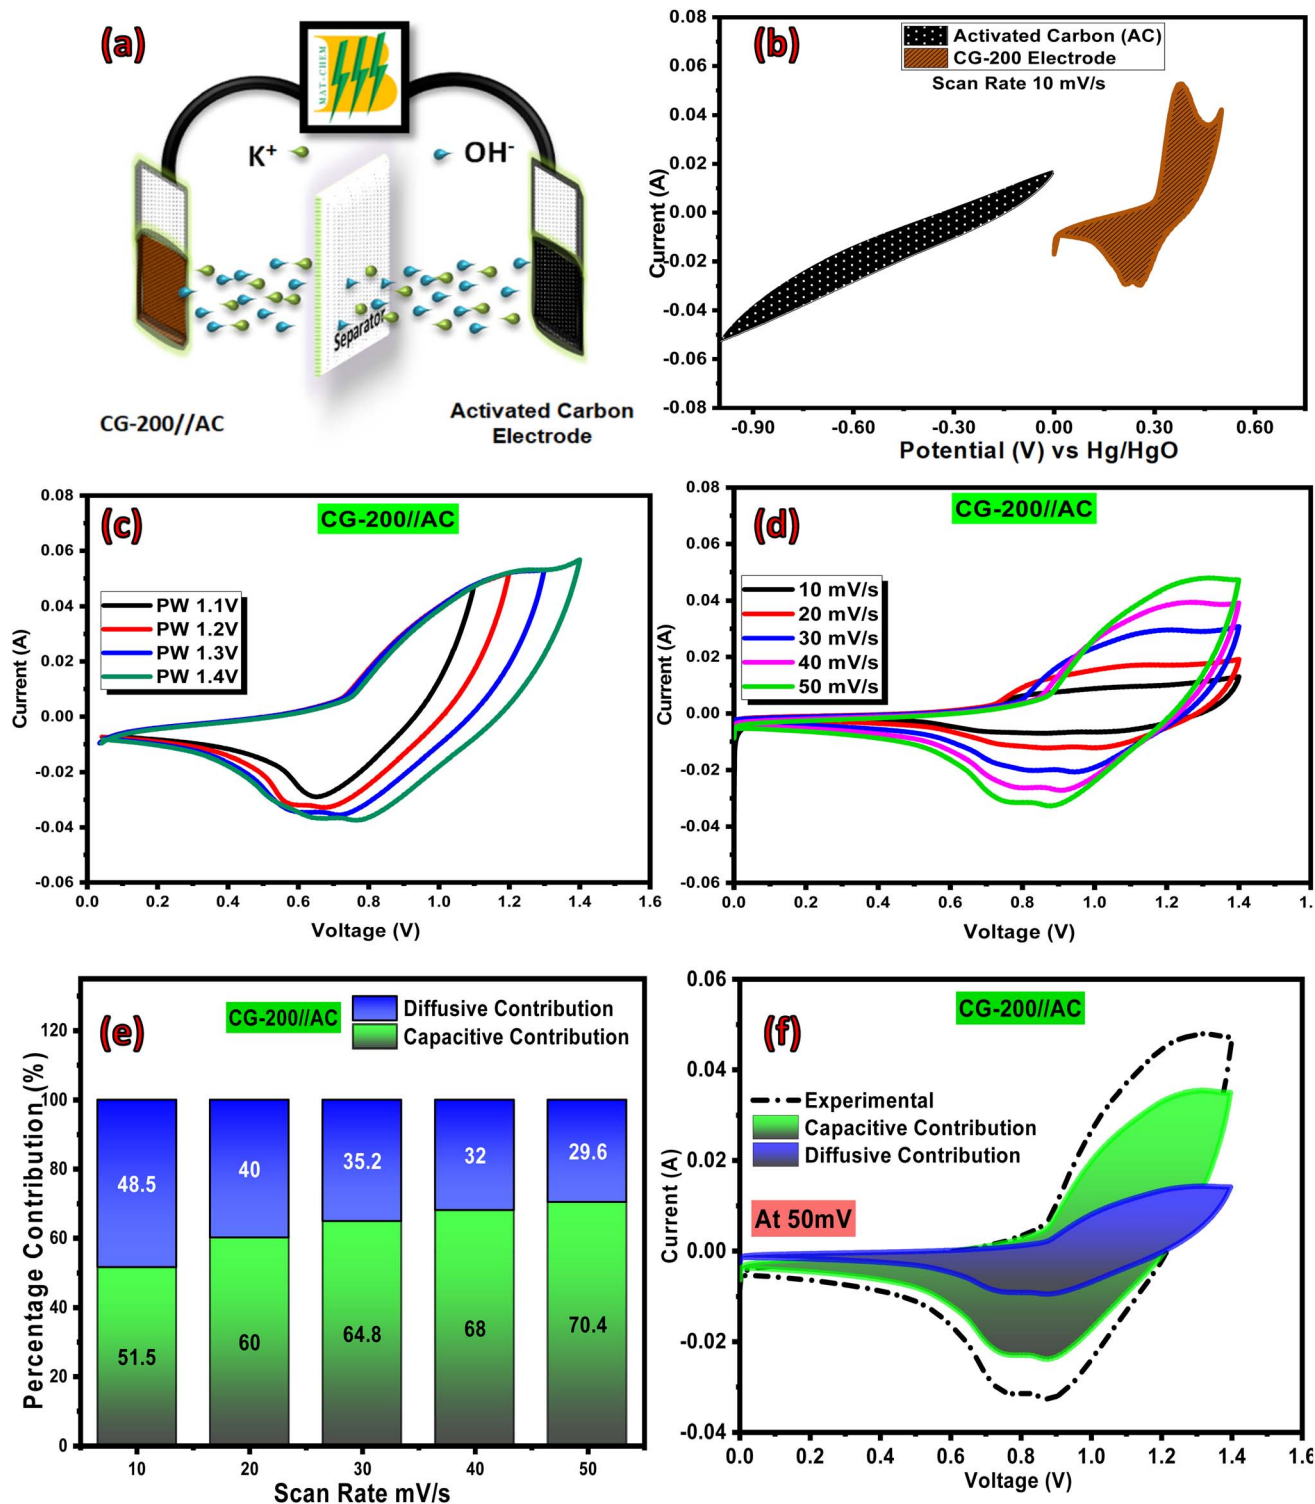 (a)
MAT-CHEM
K+
OH-
Separator
CG-200//AC
Activated Carbon
Electrode
(b)
Activated Carbon (AC)
CG-200 Electrode
Scan Rate 10 mV/s
0.08
0.06
0.04
0.02
0.00
-0.02
-0.04
-0.06
-0.08
Current (A)
-0.90
-0.60
-0.30
0.00
0.30
0.60
Potential (V) vs Hg/HgO
(c)
CG-200//AC
PW 1.1V
PW 1.2V
PW 1.3V
PW 1.4V
0.08
0.06
0.04
0.02
0.00
-0.02
-0.04
-0.06
Current (A)
0.0
0.2
0.4
0.6
0.8
1.0
1.2
1.4
1.6
Voltage (V)
(d)
CG-200//AC
10 mV/s
20 mV/s
30 mV/s
40 mV/s
50 mV/s
0.08
0.06
0.04
0.02
0.00
-0.02
-0.04
-0.06
Current (A)
0.0
0.2
0.4
0.6
0.8
1.0
1.2
1.4
1.
Voltage (V)
(e)
CG-200//AC
Diffusive Contribution
Capacitive Contribution
120
100
80
60
40
20
0
Percentage Contribution (%)
48.5
40
35.2
32
29.6
51.5
60
64.8
68
70.4
10
20
30
40
50
Scan Rate mV/s
(f)
CG-200//AC
Experimental
Capacitive Contribution
Diffusive Contribution
At 50mV
0.06
0.04
0.02
0.00
-0.02
-0.04
Current (A)
0.0
0.2
0.4
0.6
0.8
1.0
1.2
1.4
1.6
Voltage (V)